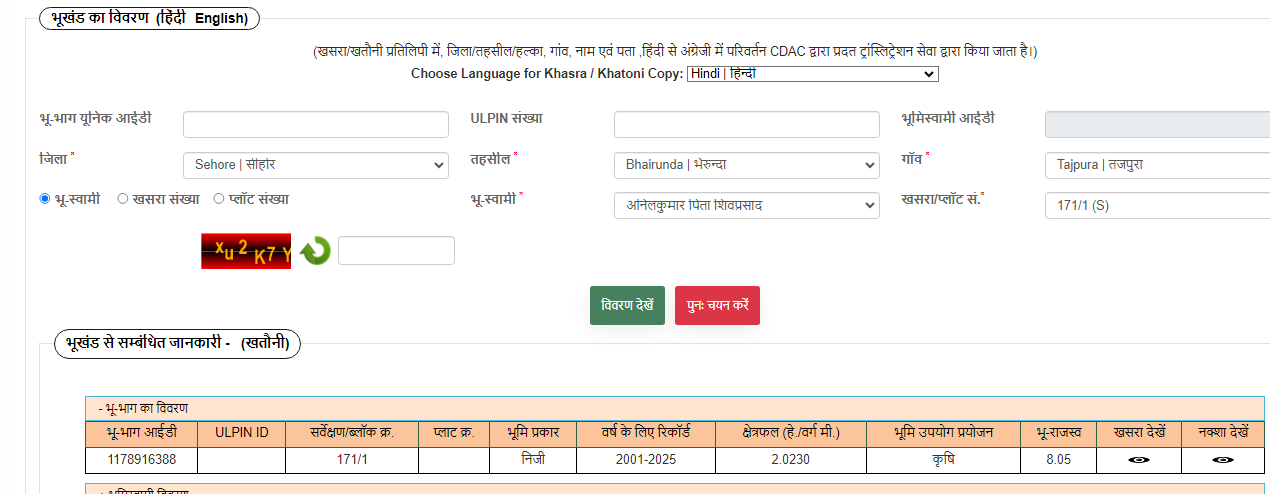 भूखंड का विवरण (हिंदी English)
(खसरा/खतौनी प्रतिलिपी में, जिला/तहसील/हल्का, गांव, नाम एवं पता ,हिंदी से अंग्रेजी में परिवर्तन CDAC द्वारा प्रदत ट्रांस्लिट्रेशन सेवा द्वारा किया जाता है।)
Choose Language for Khasra / Khatoni Copy: Hindi | हिन्दी
भू-भाग यूनिक आईडी ULPIN संख्या भूमिस्वामी आईडी
जिला * Sehore | सीहोर तहसील * Bhairunda | भेरुन्दा गाँव * Tajpura | तजपुरा
भू-स्वामी खसरा संख्या प्लॉट संख्या भू-स्वामी * अनिलकुमार पिता शिवप्रसाद खसरा/प्लॉट सं.* 171/1 (S)
xu2K7Y
विवरण देखें पुनः चयन करें
भूखंड से सम्बंधित जानकारी - (खतौनी)
- भू-भाग का विवरण
भू-भाग आईडी ULPIN ID सर्वेक्षण/ब्लॉक क्र. प्लाट क्र. भूमि प्रकार वर्ष के लिए रिकॉर्ड क्षेत्रफल (हे./वर्ग मी.) भूमि उपयोग प्रयोजन भू-राजस्व खसरा देखें नक्शा देखें
1178916388 171/1 निजी 2001-2025 2.0230 कृषि 8.05